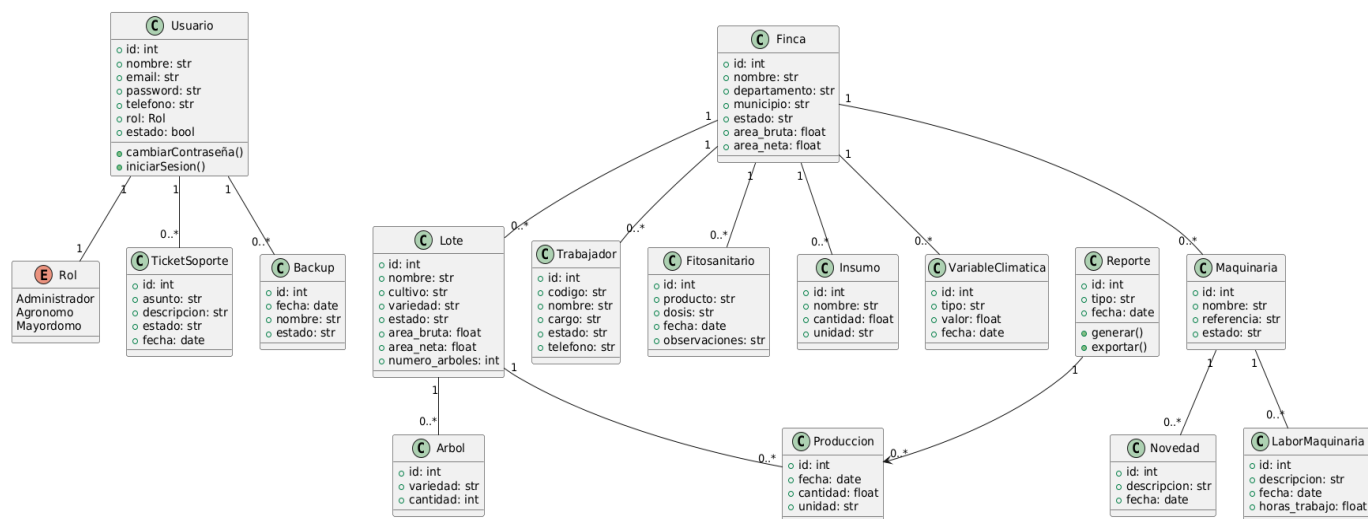 C Usuario
id: int
nombre: str
email: str
password: str
telefono: str
rol: Rol
estado: bool
cambiarContraseña()
iniciarSesion()
C Finca
id: int
nombre: str
departamento: str
municipio: str
estado: str
area_bruta: float
area_neta: float
1
1
1
1
1
1
1
1
1
1
0..*
0..*
0..*
0..*
0..*
0..*
0..*
0..*
E Rol
Administrador
Agronomo
Mayordomo
C TicketSoporte
id: int
asunto: str
descripcion: str
estado: str
fecha: date
C Backup
id: int
fecha: date
nombre: str
estado: str
C Lote
id: int
nombre: str
cultivo: str
variedad: str
estado: str
area_bruta: float
area_neta: float
numero_arboles: int
C Trabajador
id: int
codigo: str
nombre: str
cargo: str
estado: str
telefono: str
C Fitosanitario
id: int
producto: str
dosis: str
fecha: date
observaciones: str
C Insumo
id: int
nombre: str
cantidad: float
unidad: str
C VariableClimatica
id: int
tipo: str
valor: float
fecha: date
C Reporte
id: int
tipo: str
fecha: date
generar()
exportar()
C Maquinaria
id: int
nombre: str
referencia: str
estado: str
1
1
1
1
1
0..*
0..*
0..*
0..*
0..*
C Arbol
id: int
variedad: str
cantidad: int
C Produccion
id: int
fecha: date
cantidad: float
unidad: str
C Novedad
id: int
descripcion: str
fecha: date
C LaborMaquinaria
id: int
descripcion: str
fecha: date
horas_trabajo: float